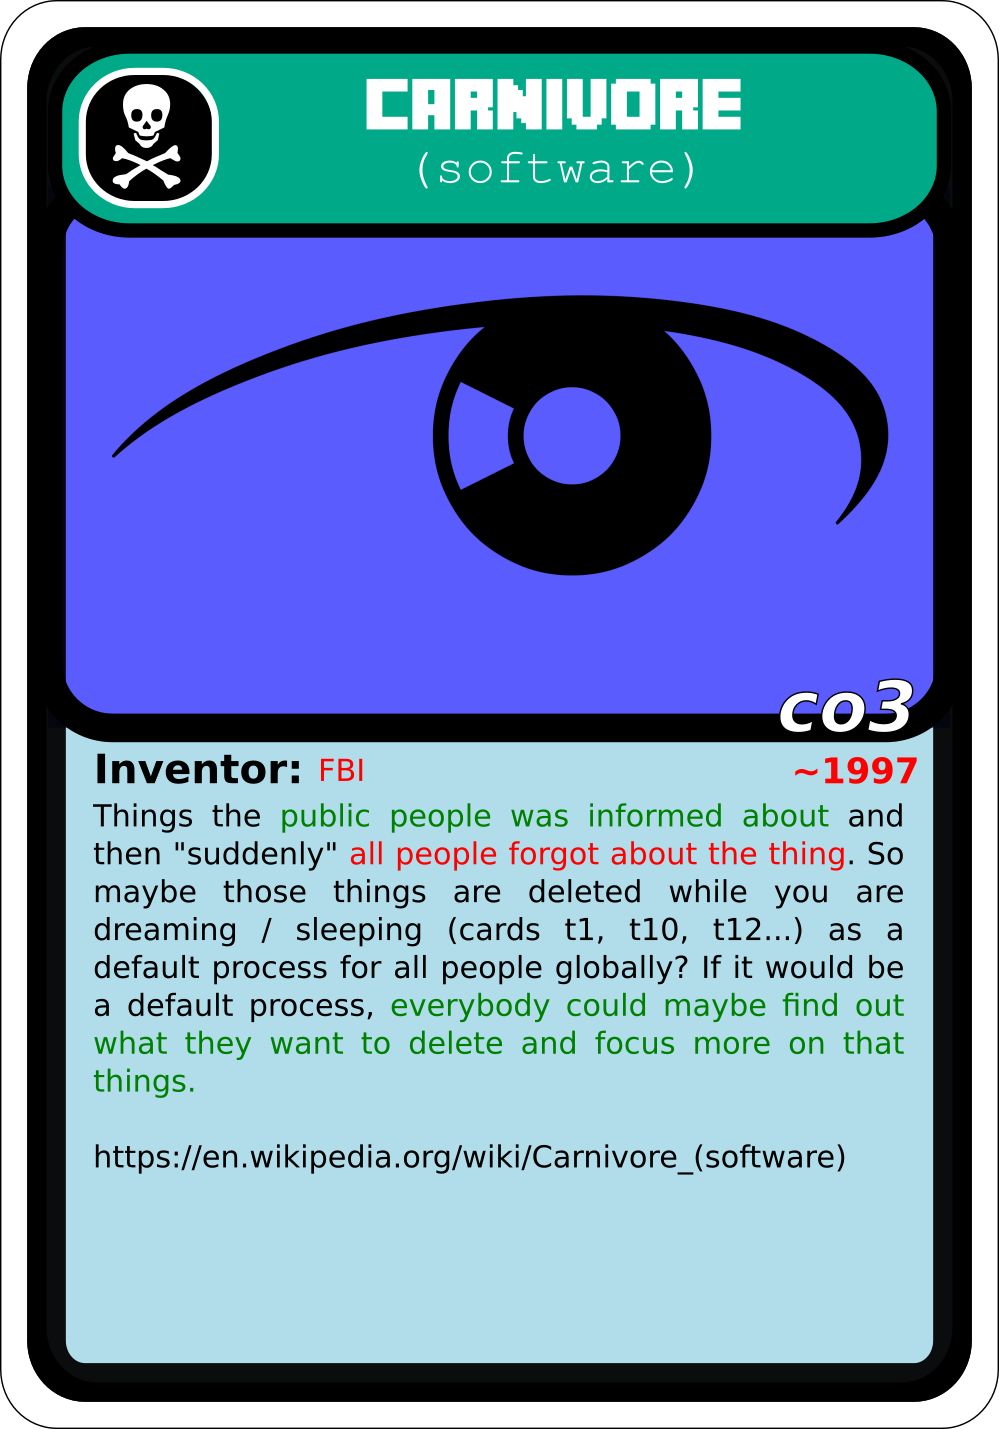 CARNIVORE
(software)
co3
Inventor: FBI ~1997
Things the public people was informed about and
then "suddenly" all people forgot about the thing. So
maybe those things are deleted while you are
dreaming / sleeping (cards t1, t10, t12...) as a
default process for all people globally? If it would be
a default process, everybody could maybe find out
what they want to delete and focus more on that
things.
https://en.wikipedia.org/wiki/Carnivore_(software)